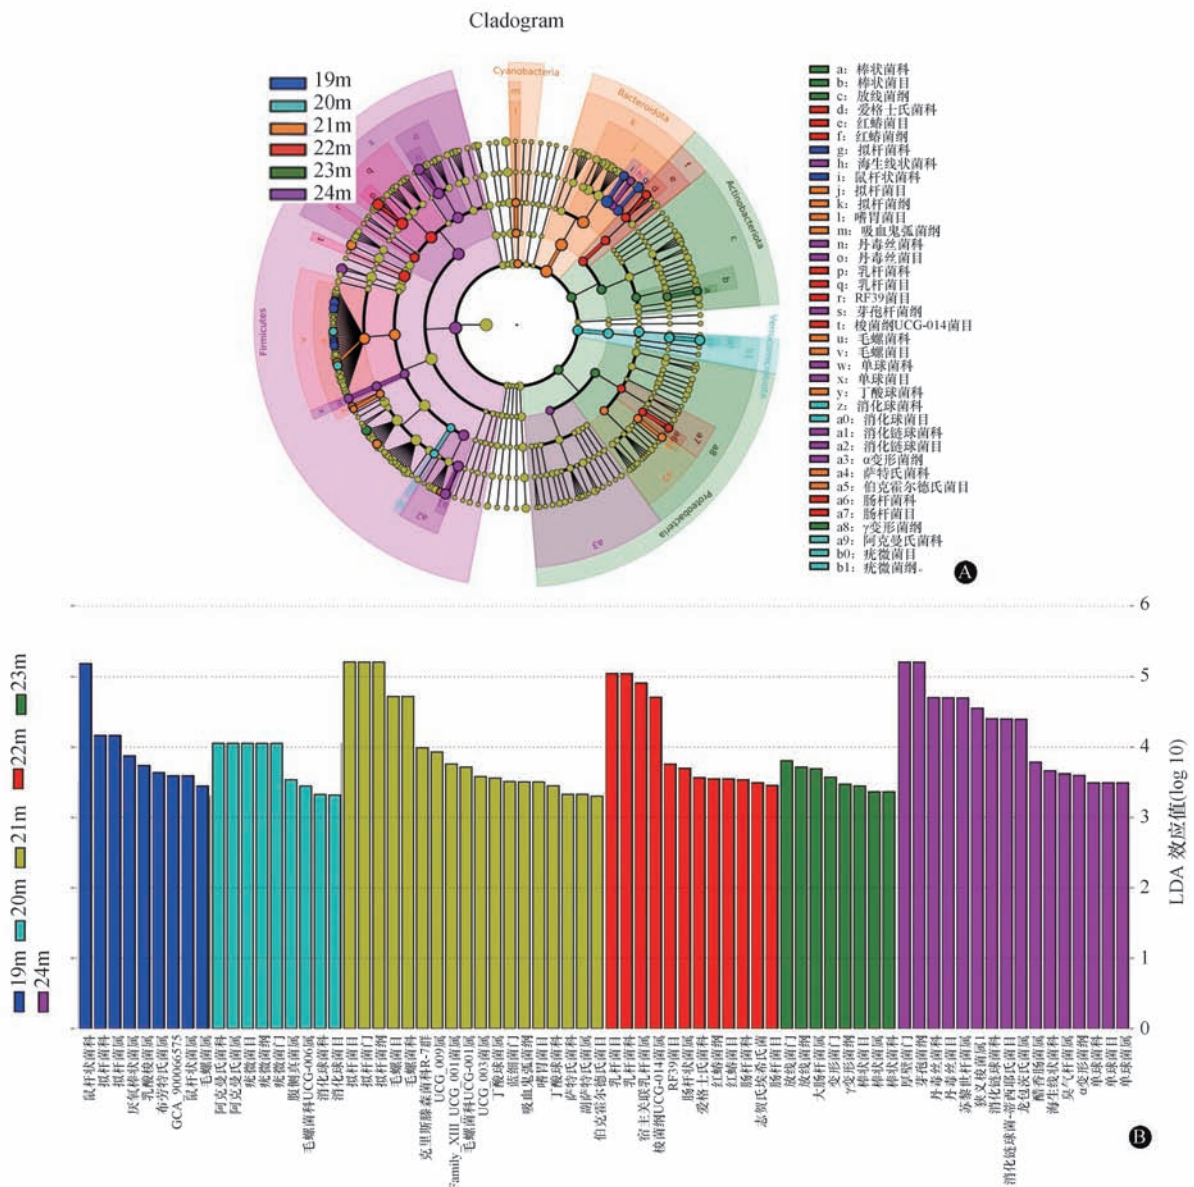 Cladogram
19m
20m
21m
22m
23m
24m
Cyanobacteria
Bacteroidota
Actinobacteriota
Firmicutes
Proteobacteria
a: 棒状菌科
b: 棒状菌目
c: 放线菌纲
d: 爱格士氏菌科
e: 红蝽菌目
f: 红蝽菌纲
g: 拟杆菌科
h: 海生线状菌科
i: 鼠杆状菌科
j: 拟杆菌目
k: 拟杆菌纲
l: 嗜胃菌目
m: 吸血鬼弧菌纲
n: 丹毒丝菌科
o: 丹毒丝菌目
p: 乳杆菌科
q: 乳杆菌目
r: RF39菌目
s: 芽孢杆菌纲
t: 梭菌纲UCG-014菌目
u: 毛螺菌科
v: 毛螺菌目
w: 单球菌科
x: 单球菌目
y: 丁酸球菌科
z: 消化球菌科
a0: 消化球菌目
a1: 消化链球菌科
a2: 消化链球菌目
a3: α变形菌纲
a4: 萨特氏菌科
a5: 伯克霍尔德氏菌目
a6: 肠杆菌科
a7: 肠杆菌目
a8: γ变形菌纲
a9: 阿克曼氏菌科
b0: 疣微菌目
b1: 疣微菌纲。
A
19m 20m 21m 22m 23m
24m
6
5
4
3
2
1
0
LDA 效应值(log 10)
鼠杆状菌科
拟杆菌科
拟杆菌属
厌氧棒状菌属
乳酸梭菌属
布劳特氏菌属
GCA_900066575
鼠杆状菌属
毛螺菌属
阿克曼氏菌科
阿克曼氏菌属
疣微菌目
疣微菌纲
疣微菌门
腹侧真菌属
毛螺菌科UCG-006属
消化球菌科
消化球菌目
拟杆菌目
拟杆菌门
拟杆菌纲
毛螺菌目
毛螺菌科
克里斯滕森菌科R-7群
UCG_009属
Family_XIII_UCG_001菌属
毛螺菌科UCG-001属
UCG_003菌属
丁酸球菌属
蓝细菌门
吸血鬼弧菌纲
嗜胃菌目
丁酸球菌科
萨特氏菌科
副萨特氏菌属
伯克霍尔德氏菌目
乳杆菌目
乳杆菌科
乳杆菌属
宿主关联乳杆菌属
梭菌纲UCG-014菌属
RF39菌目
肠杆状菌属
爱格士氏菌科
红蝽菌纲
红蝽菌目
肠杆菌科
志贺氏埃希氏菌
肠杆菌目
放线菌门
放线菌纲
大肠杆菌属
变形菌门
γ变形菌纲
棒状菌目
棒状菌属
棒状菌科
厚壁菌门
芽孢菌纲
丹毒丝菌科
丹毒丝菌目
苏黎世杆菌属
狭义梭菌属1
消化链球菌科
消化链球菌-蒂西耶氏菌目
龙包茨氏菌属
醋香肠菌属
海生线状菌科
臭气杆菌属
α变形菌纲
单球菌科
单球菌目
单球菌属
B